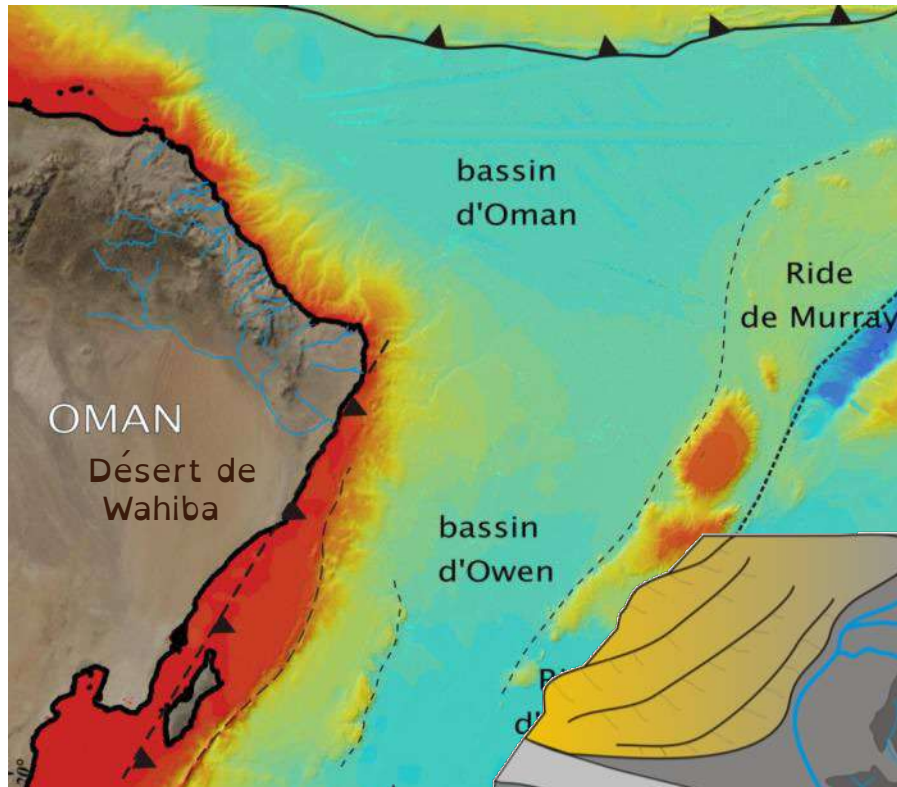 bassin
d'Oman
Ride
de Murray
OMAN
Désert de
Wahiba
bassin
d'Owen